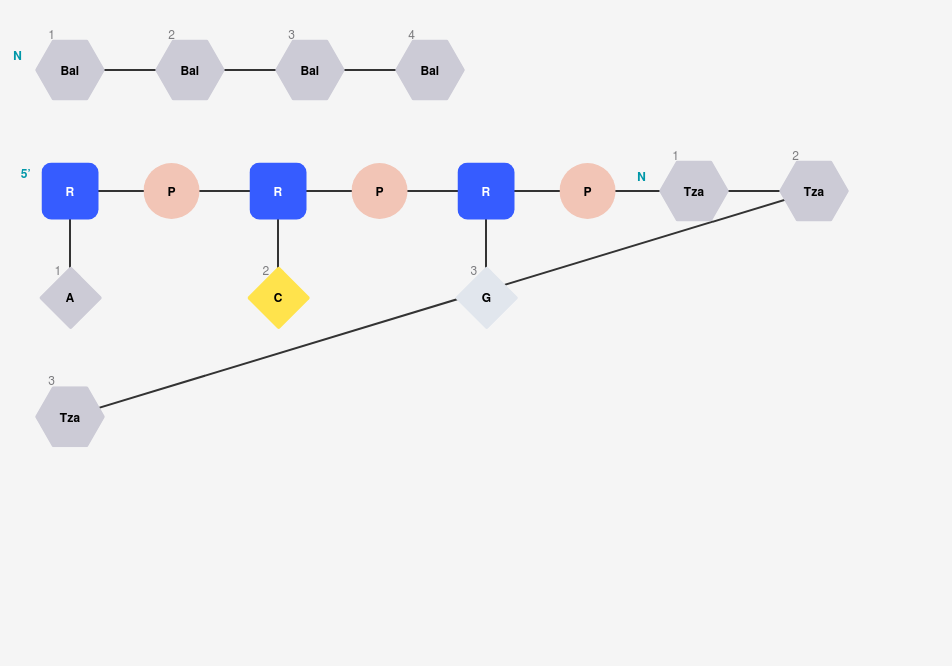 1 2 3 4
N Bal Bal Bal Bal
1 2
5' R P R P R P N Tza Tza
1 2 3
A C G
3
Tza